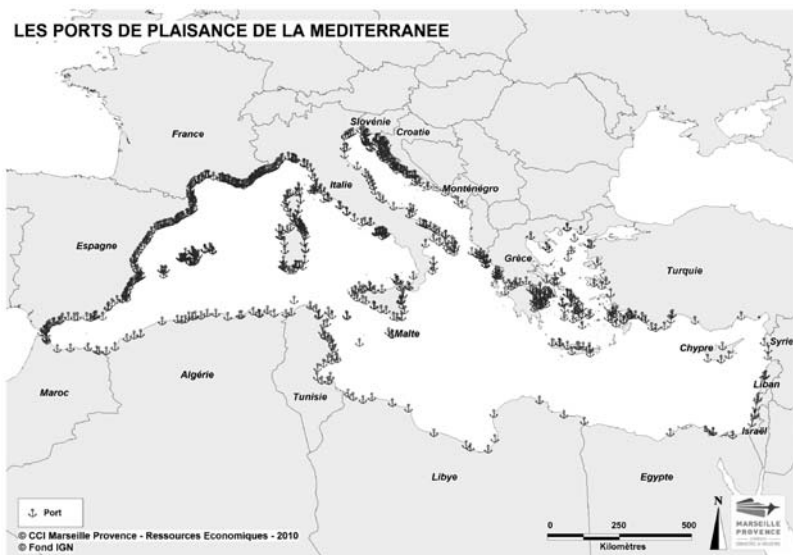 LES PORTS DE PLAISANCE DE LA MEDITERRANEE
France
Slovénie
Croatie
Italie
Monténégro
Espagne
Grèce
Turquie
Malte
Chypre
Syrie
Liban
Israël
Maroc
Algérie
Tunisie
Libye
Egypte
Port
© CCI Marseille Provence - Ressources Economiques - 2010
© Fond IGN
0 250 500
Kilomètres
N
MARSEILLE
PROVENCE